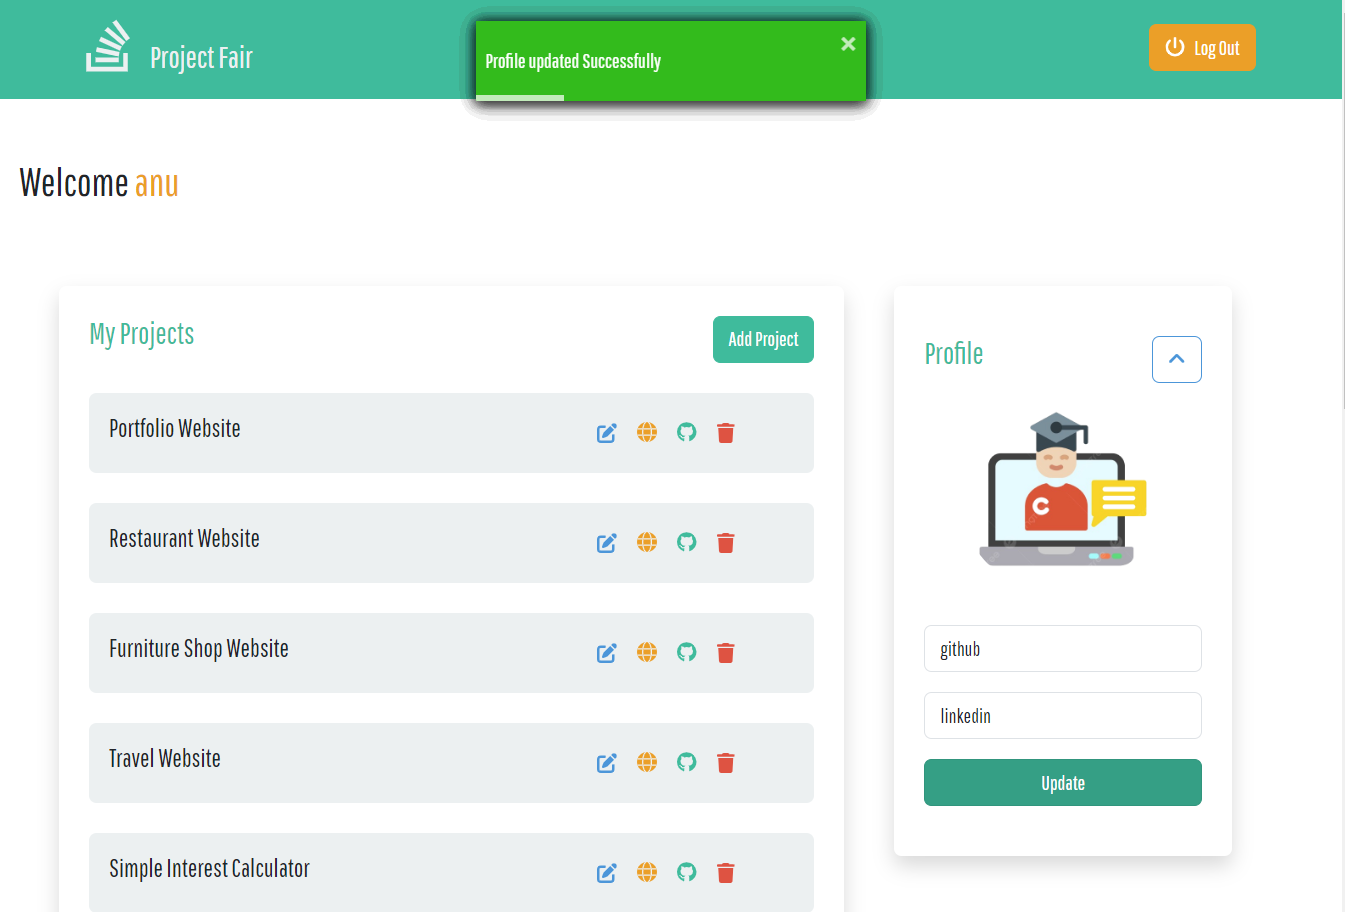 Project Fair
Profile updated Successfully
Log Out
Welcome anu
My Projects
Add Project
Portfolio Website
Restaurant Website
Furniture Shop Website
Travel Website
Simple Interest Calculator
Profile
C
github
linkedin
Update